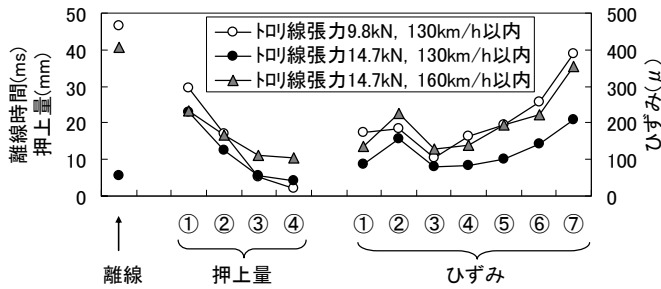 トロリ線張力9.8kN, 130km/h以内
トロリ線張力14.7kN, 130km/h以内
トロリ線張力14.7kN, 160km/h以内
離線時間(ms)
押上量(mm)
50
40
30
20
10
0
500
400
300
200
100
0
ひずみ(μ)
① ② ③ ④ ① ② ③ ④ ⑤ ⑥ ⑦
離線 押上量 ひずみ